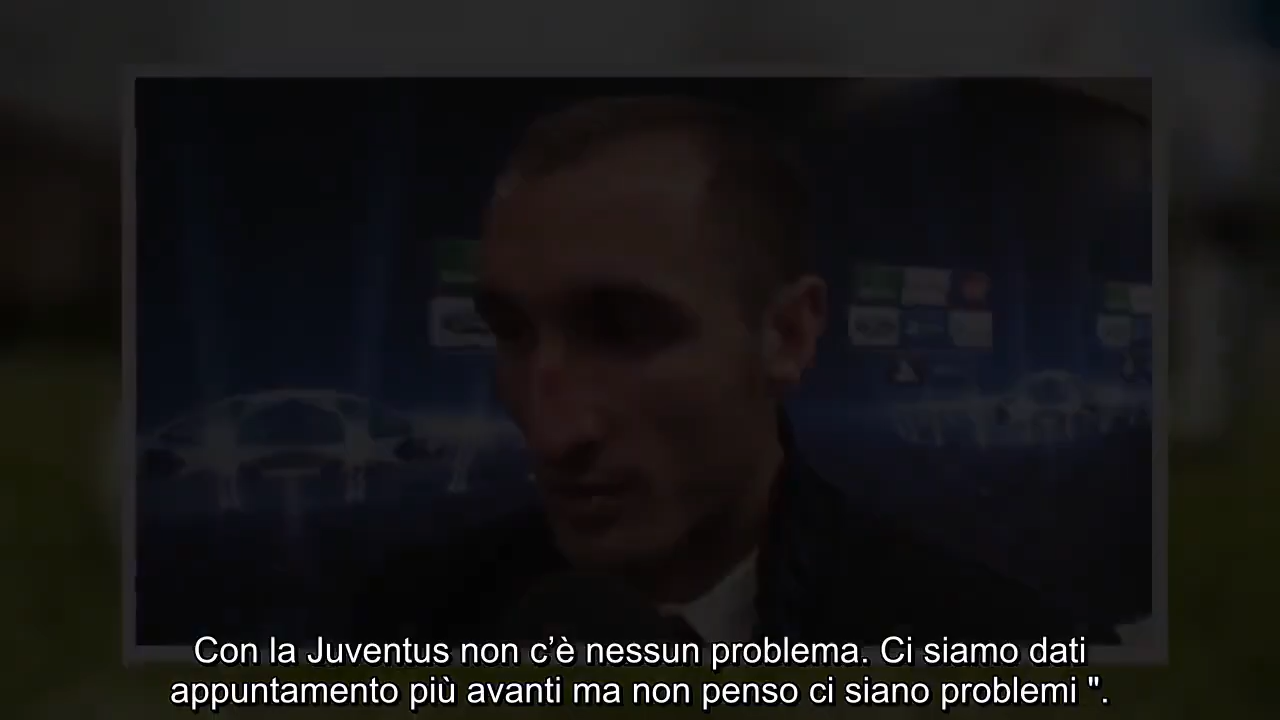 Con la Juventus non c’è nessun problema. Ci siamo dati
appuntamento più avanti ma non penso ci siano problemi ".